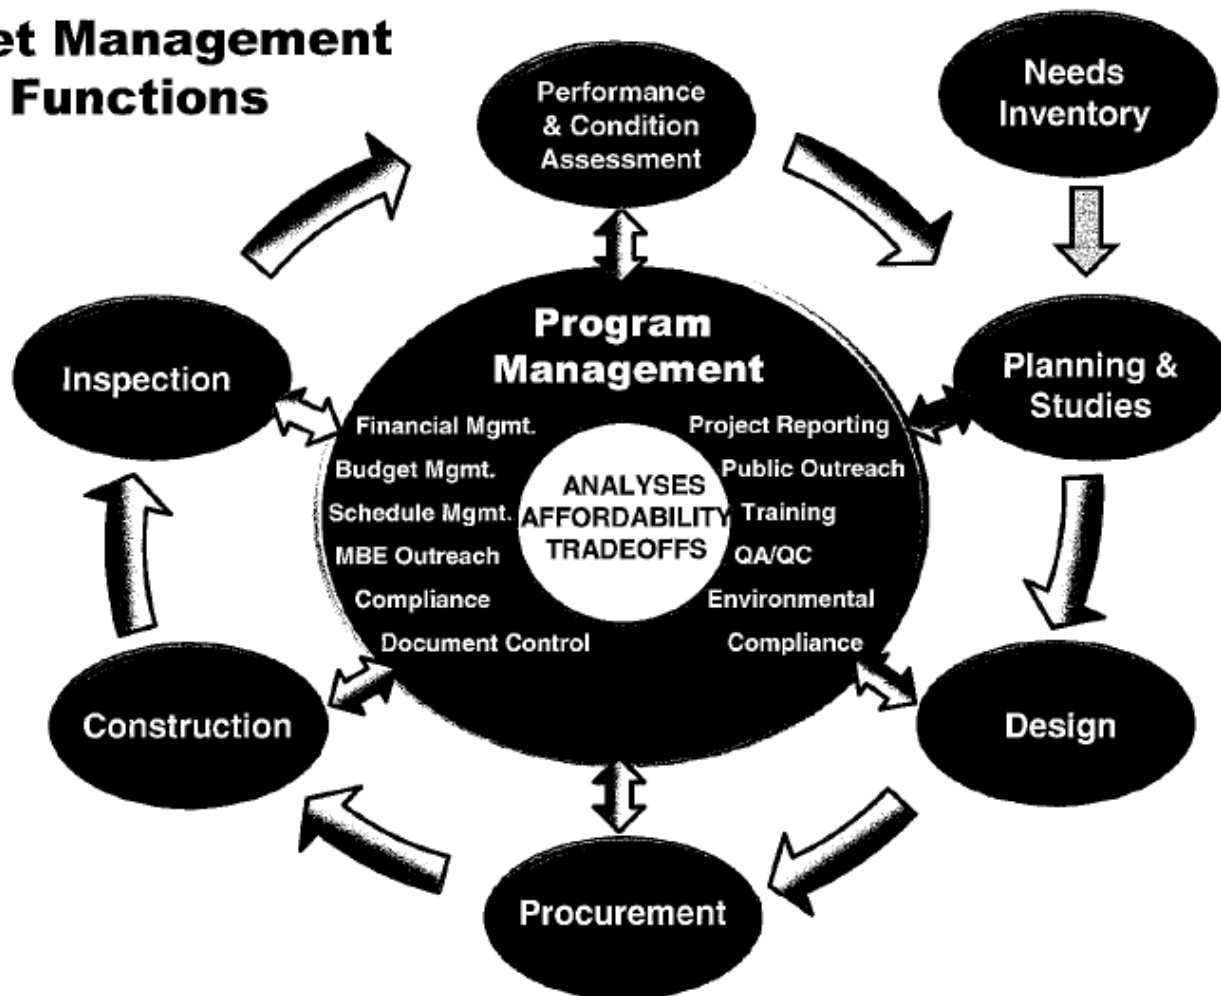 et Management
Functions
Performance
& Condition
Assessment
Needs
Inventory
Inspection
Program
Management
Planning &
Studies
Financial Mgmt.
Budget Mgmt.
Schedule Mgmt.
MBE Outreach
Compliance
Document Control
ANALYSES
AFFORDABILITY
TRADEOFFS
Project Reporting
Public Outreach
Training
QA/QC
Environmental
Compliance
Construction
Design
Procurement